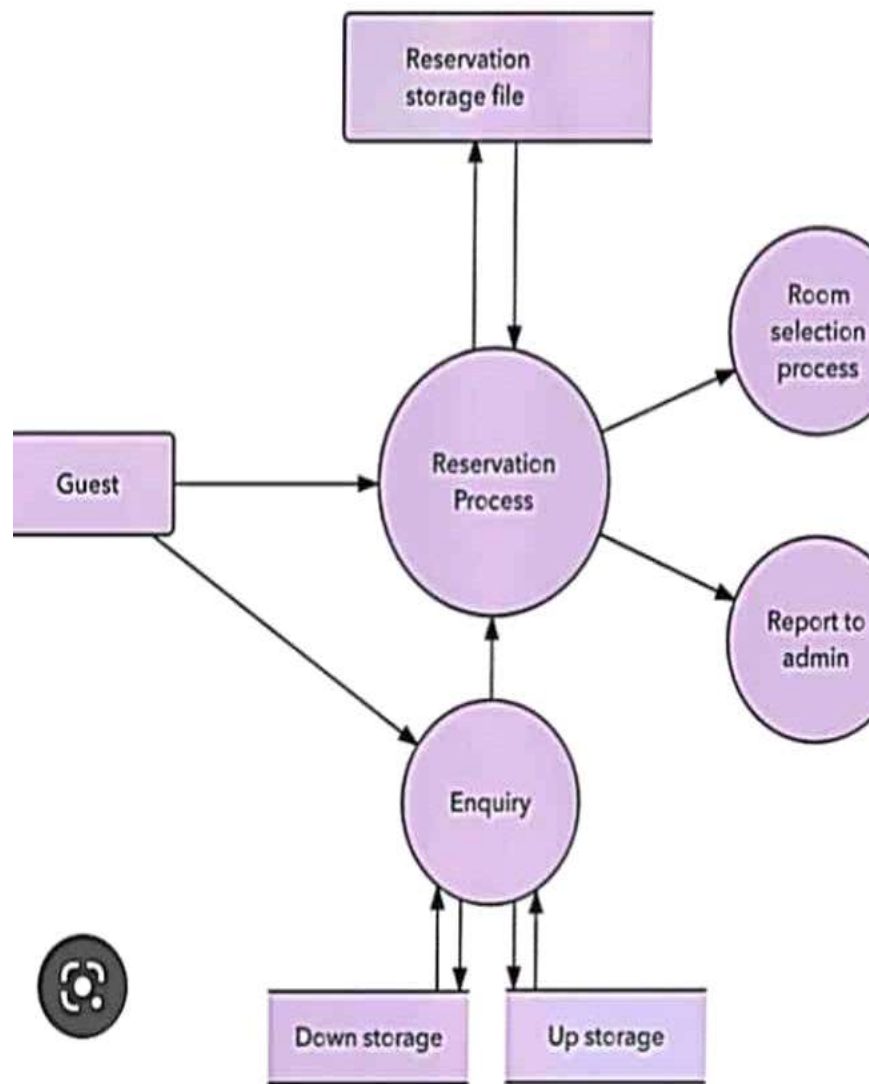 Reservation
storage file
Room
selection
process
Guest
Reservation
Process
Report to
admin
Enquiry
Down storage
Up storage